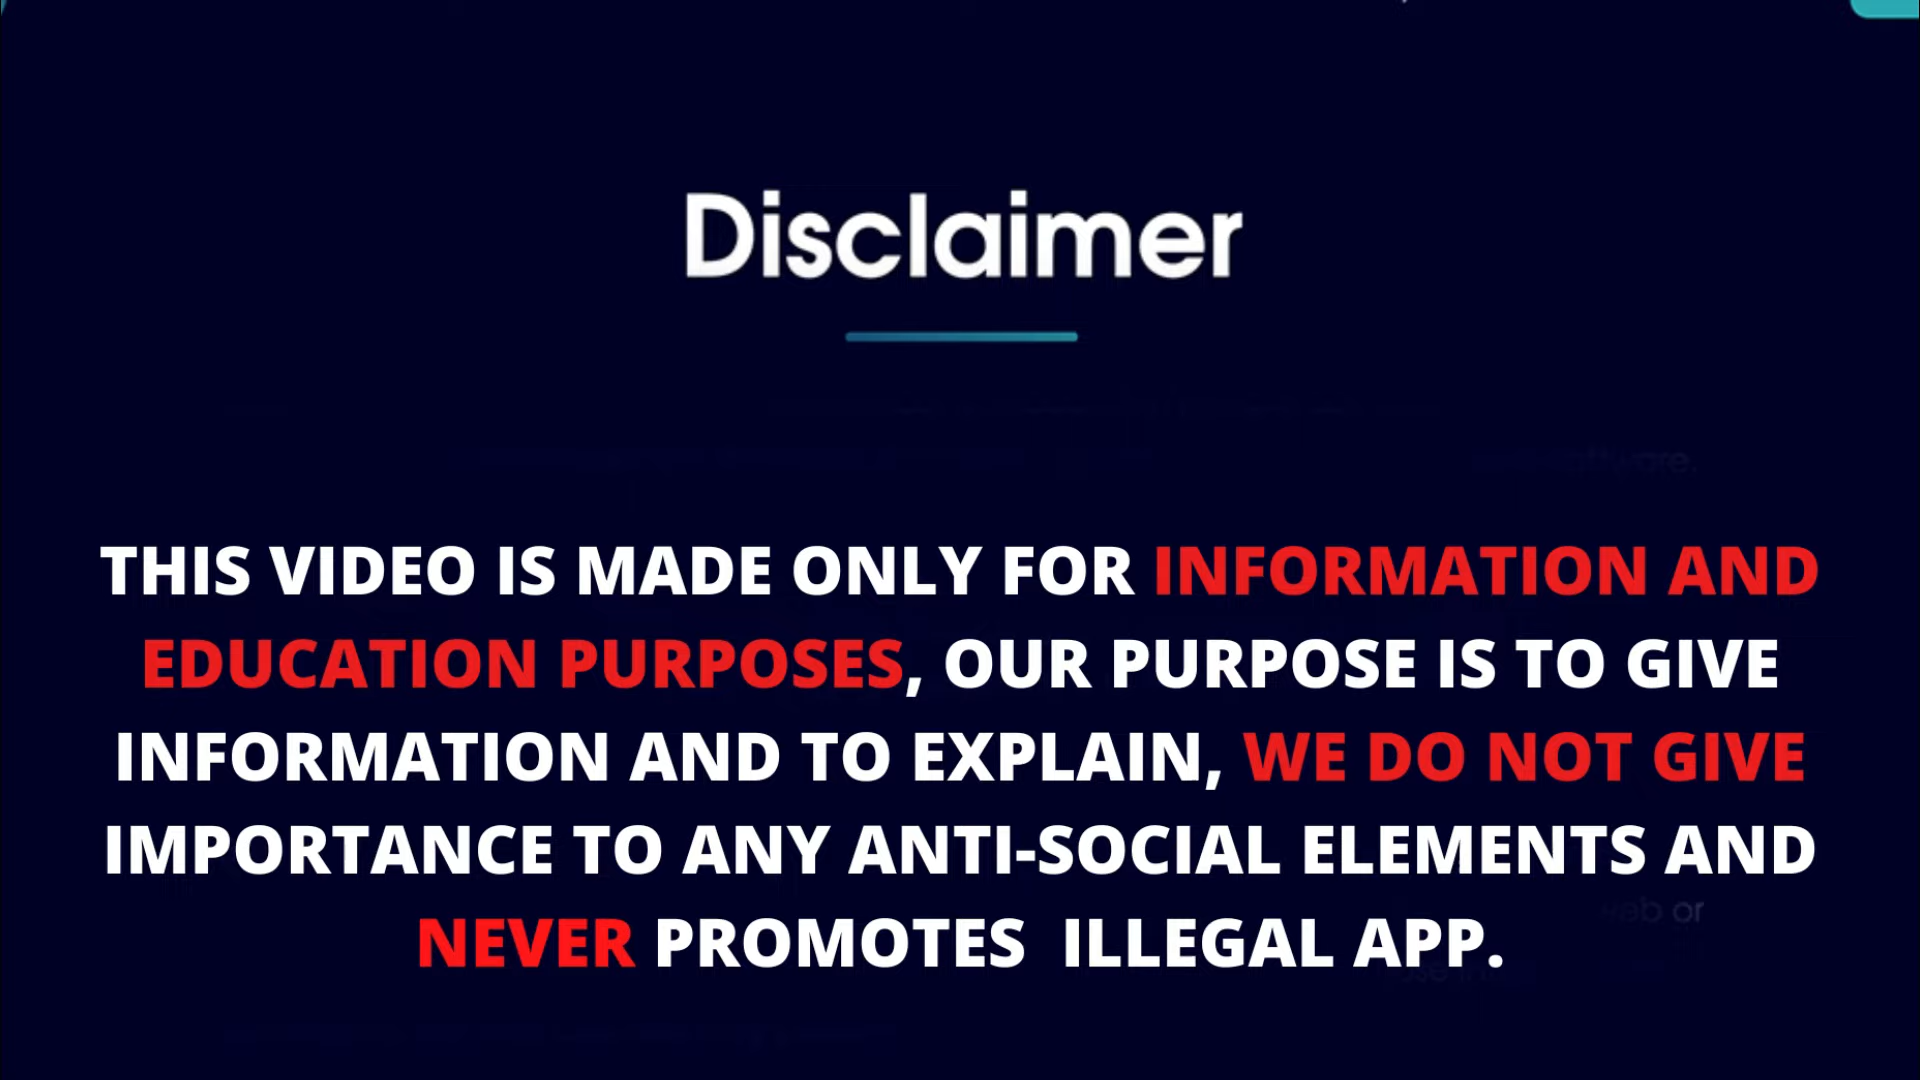 Disclaimer
THIS VIDEO IS MADE ONLY FOR INFORMATION AND
EDUCATION PURPOSES, OUR PURPOSE IS TO GIVE
INFORMATION AND TO EXPLAIN, WE DO NOT GIVE
IMPORTANCE TO ANY ANTI-SOCIAL ELEMENTS AND
or
NEVER PROMOTES ILLEGAL APP.